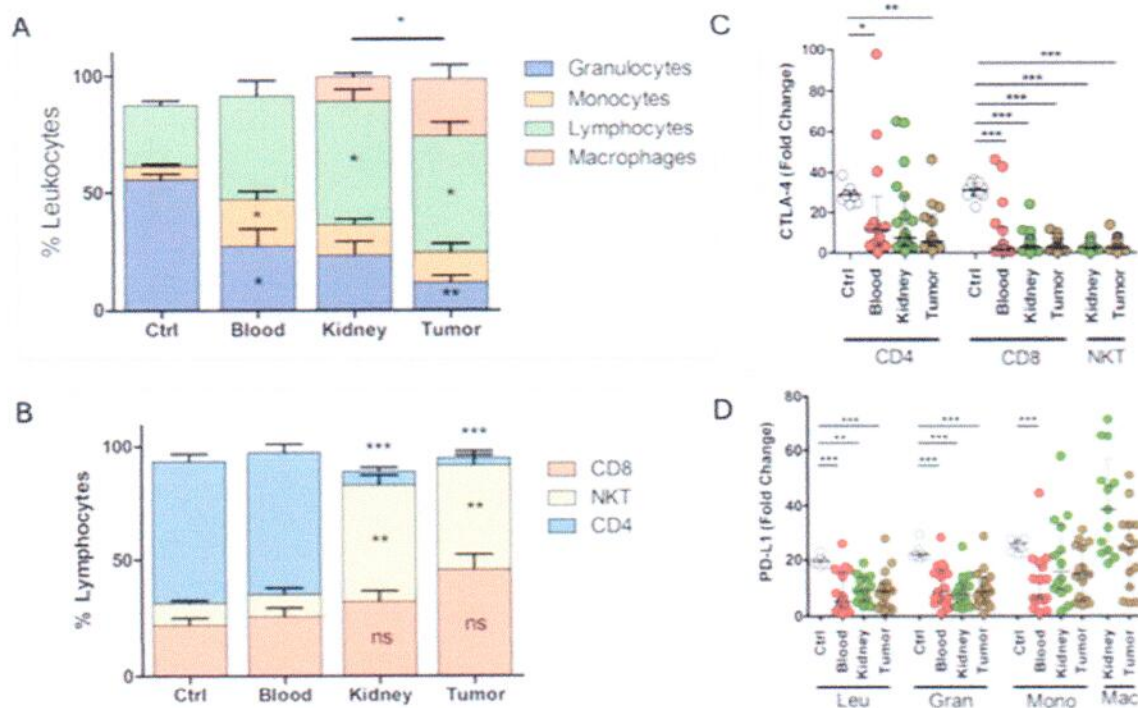 A
*
100
50
0
% Leukocytes
* * * * **
Ctrl Blood Kidney Tumor
Granulocytes
Monocytes
Lymphocytes
Macrophages
B
*** ***
100
50
0
% Lymphocytes
** **
ns ns
Ctrl Blood Kidney Tumor
CD8
NKT
CD4
C
**
*
***
***
***
***
***
100
80
60
40
20
0
CTLA-4 (Fold Change)
Ctrl Blood Kidney Tumor Ctrl Blood Kidney Tumor Kidney Tumor
CD4 CD8 NKT
D
*** *** ***
** ***
*** ***
80
60
40
20
0
PD-L1 (Fold Change)
Ctrl Blood Kidney Tumor Ctrl Blood Kidney Tumor Ctrl Blood Kidney Tumor Kidney Tumor
Leu Gran Mono Mac